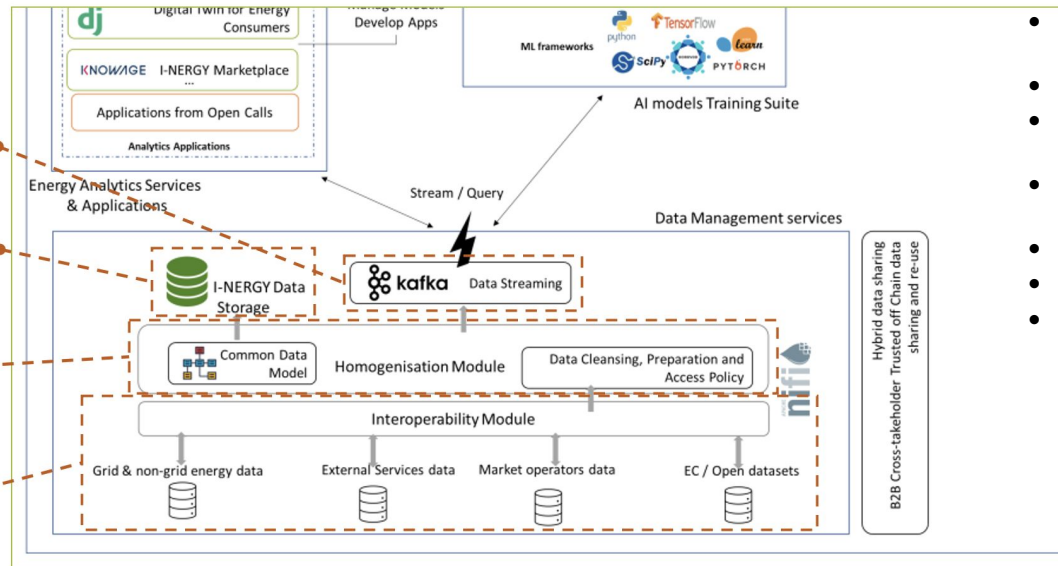 Digital Twin for Energy
Consumers
dj
KNOWAGE I-NERGY Marketplace
...
Applications from Open Calls
Analytics Applications
Develop Apps
ML frameworks
python
TensorFlow
SciPy
learn
PYTORCH
AI models Training Suite
Energy Analytics Services
& Applications
Stream / Query
Data Management services
I-NERGY Data
Storage
kafka Data Streaming
Common Data
Model
Homogenisation Module
Data Cleansing, Preparation and
Access Policy
nifi
Interoperability Module
Grid & non-grid energy data
External Services data
Market operators data
EC / Open datasets
Hybrid data sharing
B2B Cross-takeholder Trusted off Chain data
sharing and re-use